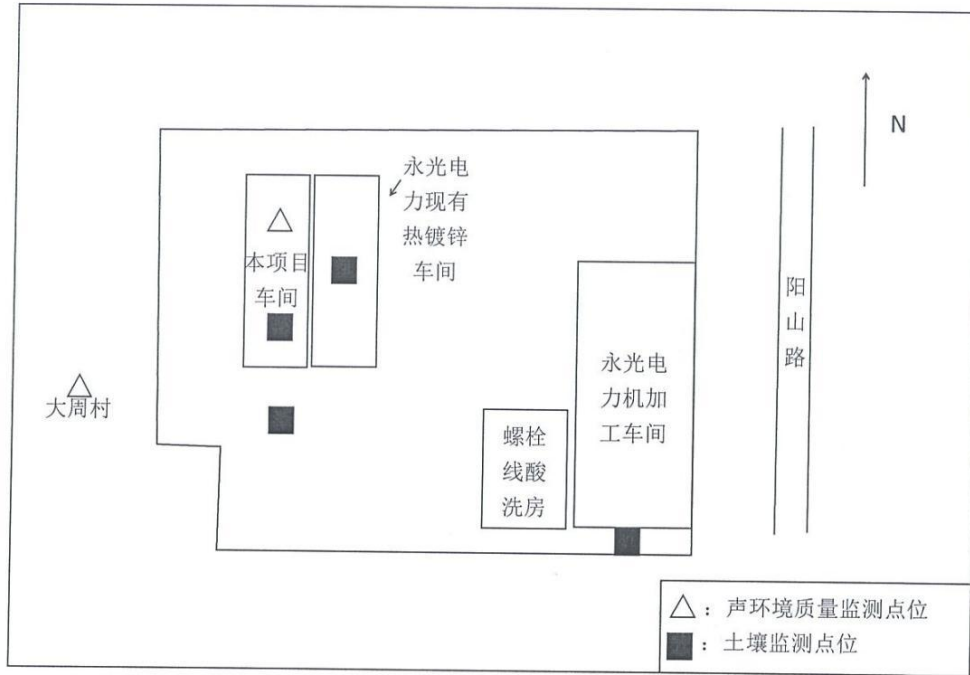 N
永光电
力现有
热镀锌
车间
本项目
车间
阳
山
路
永光电
力机加
工车间
大周村
螺栓
线酸
洗房
△：声环境质量监测点位
■：土壤监测点位